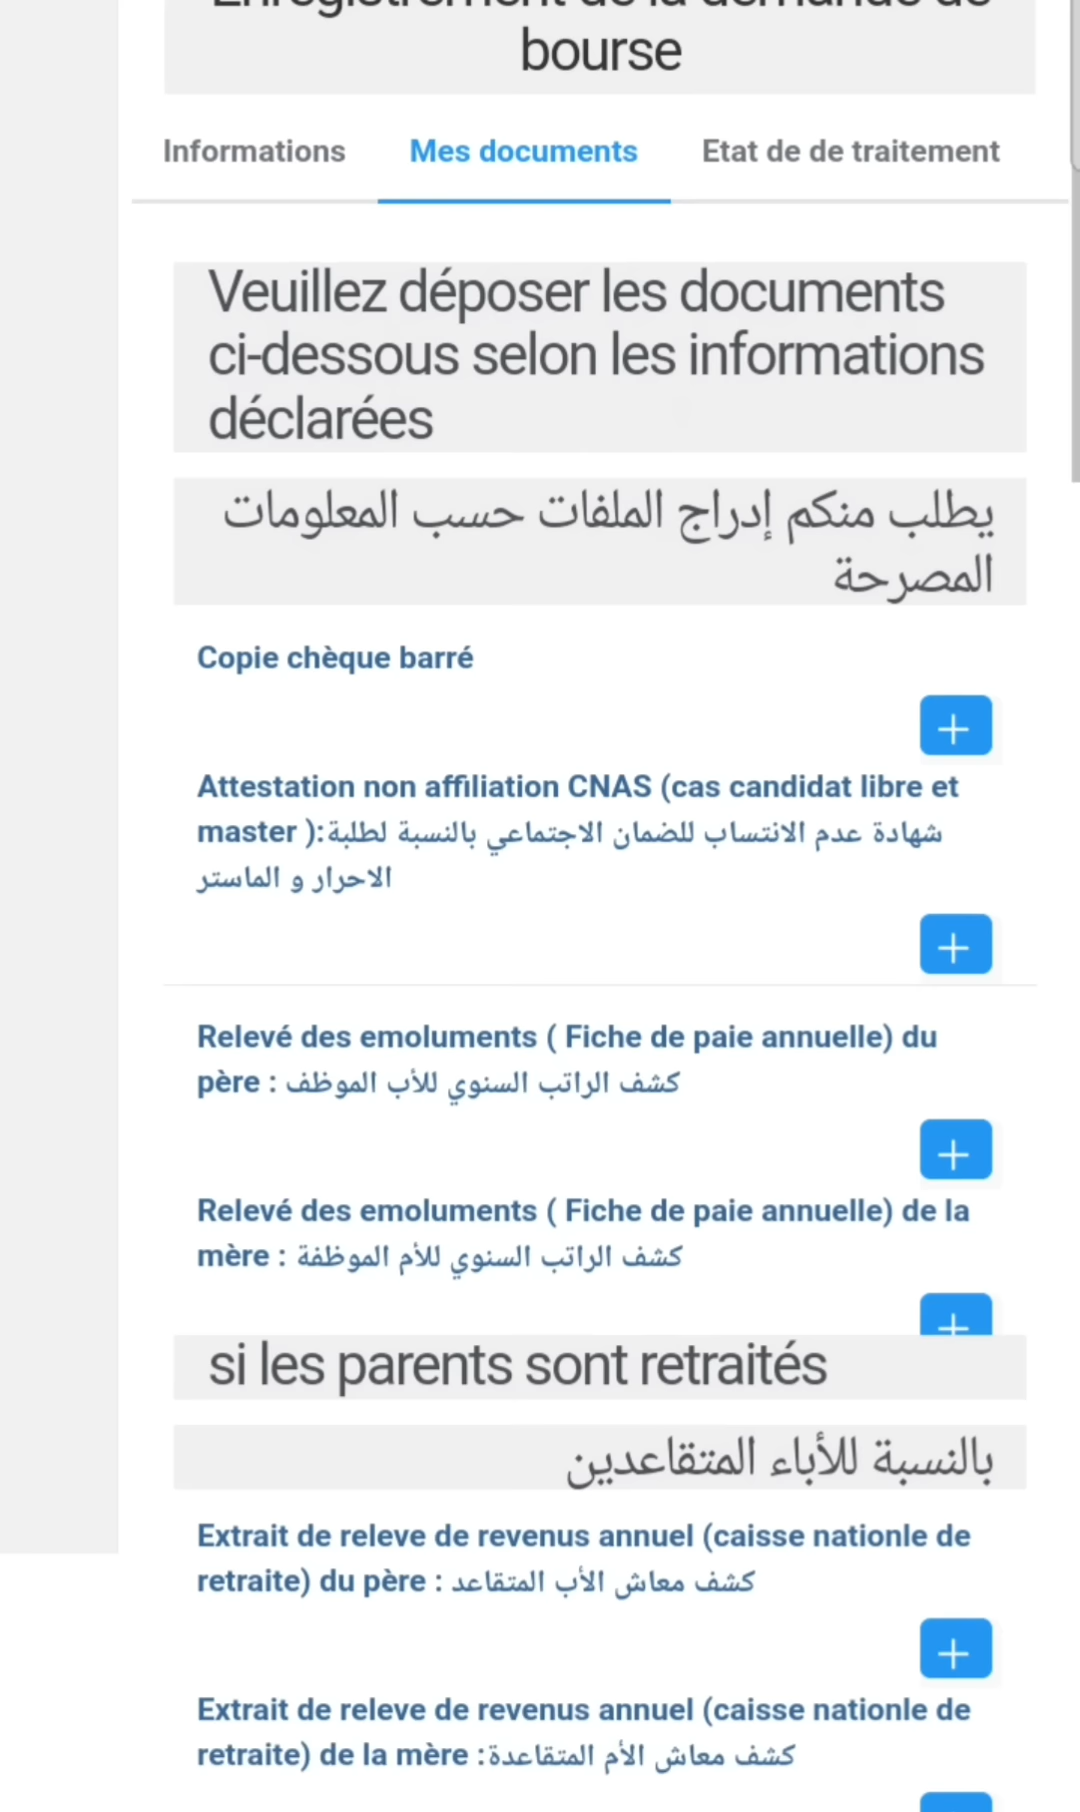 Enregistrement de la demande de
bourse
Informations
Mes documents
Etat de de traitement
Veuillez déposer les documents
ci-dessous selon les informations
déclarées
يطلب منكم إدراج الملفات حسب المعلومات
المصرحة
Copie chèque barré
+
Attestation non affiliation CNAS (cas candidat libre et
master ):شهادة عدم الانتساب للضمان الاجتماعي بالنسبة لطلبة
الاحرار و الماستر
+
Relevé des emoluments ( Fiche de paie annuelle) du
père : كشف الراتب السنوي للأب الموظف
+
Relevé des emoluments ( Fiche de paie annuelle) de la
mère : كشف الراتب السنوي للأم الموظفة
+
si les parents sont retraités
بالنسبة للأباء المتقاعدين
Extrait de releve de revenus annuel (caisse nationle de
retraite) du père : كشف معاش الأب المتقاعد
+
Extrait de releve de revenus annuel (caisse nationle de
retraite) de la mère :كشف معاش الأم المتقاعدة